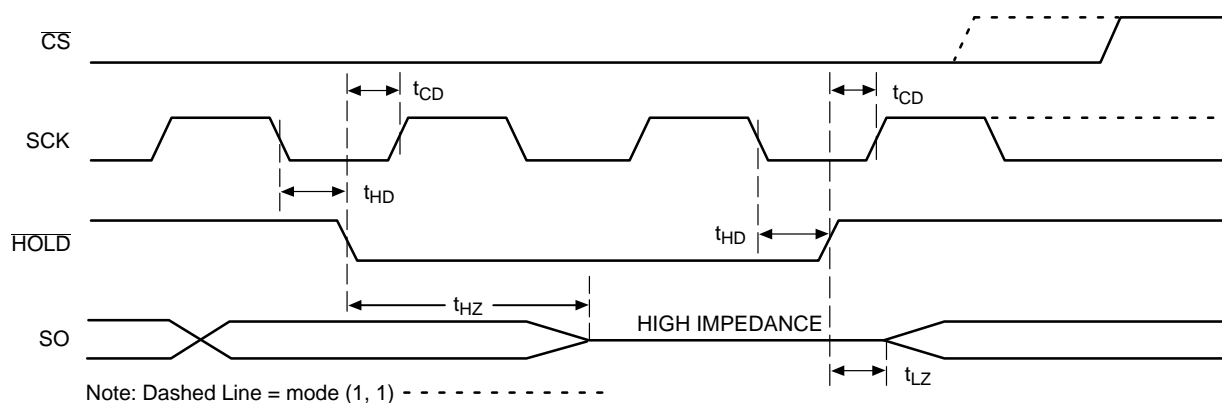 CS
tCD
tCD
SCK
tHD
HOLD
tHD
tHZ
HIGH IMPEDANCE
SO
tLZ
Note: Dashed Line = mode (1, 1)